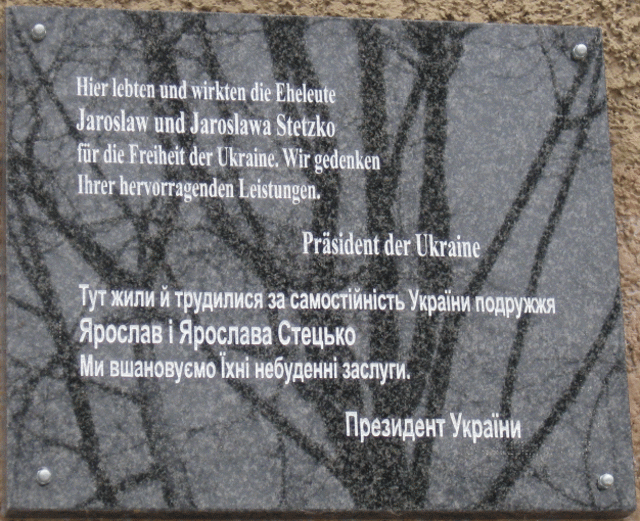 Hier lebten und wirkten die Eheleute
Jaroslaw und Jaroslawa Stetzko
für die Freiheit der Ukraine. Wir gedenken
Ihrer hervorragenden Leistungen.
Präsident der Ukraine
Тут жили й трудилися за самостійність України подружжя
Ярослав і Ярослава Стецько
Ми вшановуємо Їхні небуденні заслуги.
Президент України